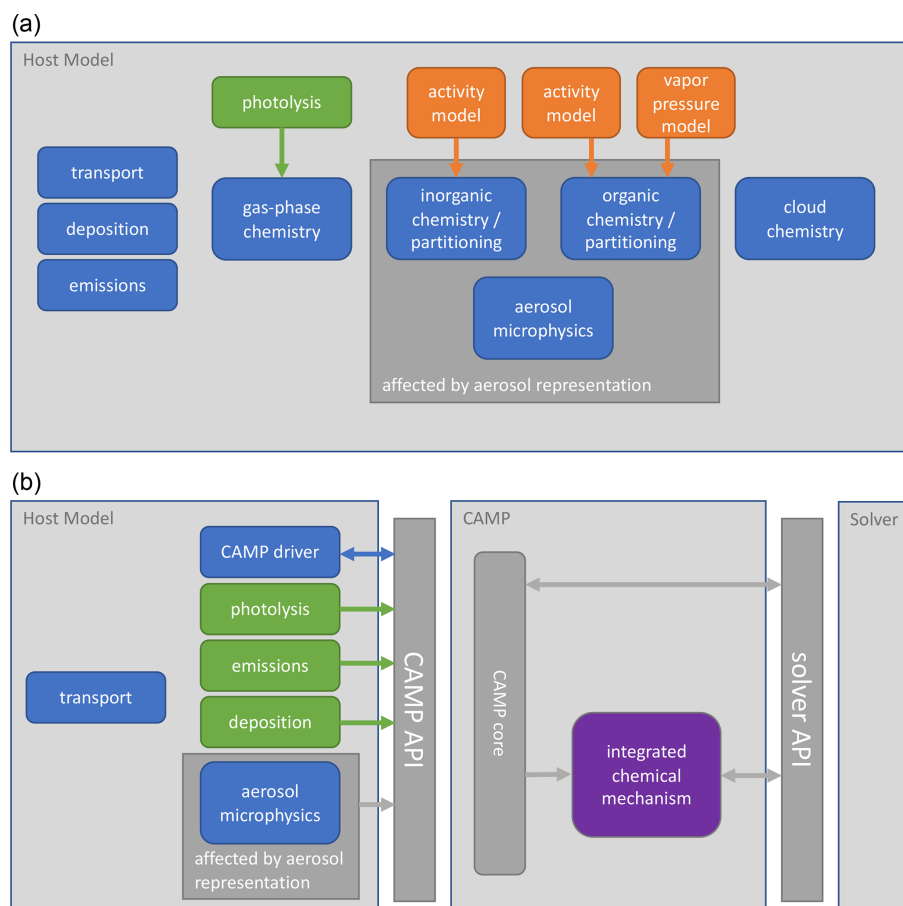 (a)
Host Model
photolysis
activity
model
activity
model
vapor
pressure
model
transport
deposition
emissions
gas-phase
chemistry
inorganic
chemistry /
partitioning
organic
chemistry /
partitioning
cloud
chemistry
aerosol
microphysics
affected by aerosol representation
(b)
Host Model
CAMP driver
photolysis
emissions
deposition
transport
aerosol
microphysics
affected by aerosol
representation
CAMP API
CAMP
CAMP core
integrated
chemical
mechanism
solver API
Solver